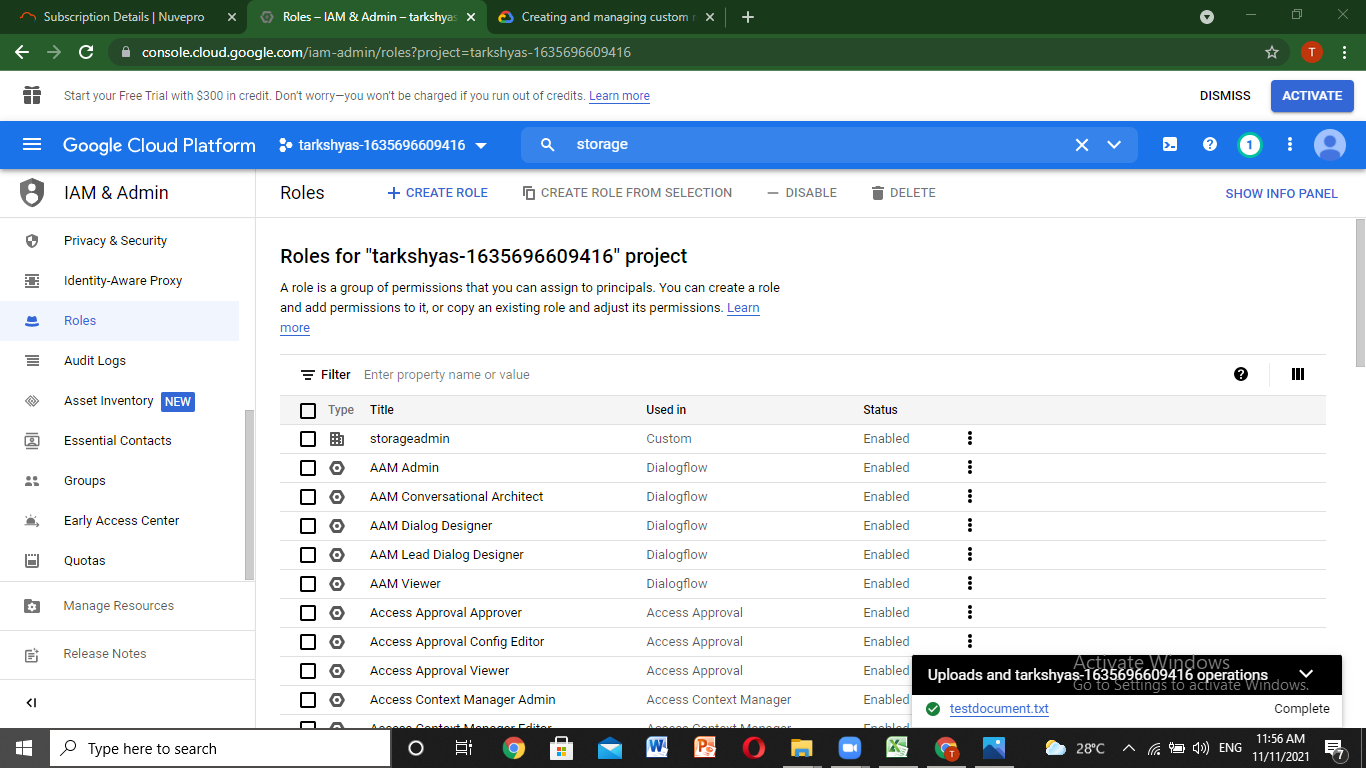 Subscription Details | Nuvepro
Roles – IAM & Admin – tarkshyas
Creating and managing custom r
console.cloud.google.com/iam-admin/roles?project=tarkshyas-1635696609416
T
Start your Free Trial with $300 in credit. Don't worry—you won't be charged if you run out of credits. Learn more
DISMISS
ACTIVATE
Google Cloud Platform
tarkshyas-1635696609416
storage
1
IAM & Admin
Roles
CREATE ROLE
CREATE ROLE FROM SELECTION
DISABLE
DELETE
SHOW INFO PANEL
Privacy & Security
Identity-Aware Proxy
Roles
Audit Logs
Asset Inventory NEW
Essential Contacts
Groups
Early Access Center
Quotas
Manage Resources
Release Notes
Roles for "tarkshyas-1635696609416" project
A role is a group of permissions that you can assign to principals. You can create a role
and add permissions to it, or copy an existing role and adjust its permissions. Learn
more
Filter Enter property name or value
Type Title Used in Status
storageadmin Custom Enabled
AAM Admin Dialogflow Enabled
AAM Conversational Architect Dialogflow Enabled
AAM Dialog Designer Dialogflow Enabled
AAM Lead Dialog Designer Dialogflow Enabled
AAM Viewer Dialogflow Enabled
Access Approval Approver Access Approval Enabled
Access Approval Config Editor Access Approval Enabled
Access Approval Viewer Access Approval Enabled
Access Context Manager Admin Access Context Manager Enabled
Access Context Manager Editor Access Context Manager Enabled
Activate Windows
Go to Settings to activate Windows.
Uploads and tarkshyas-1635696609416 operations
testdocument.txt Complete
Type here to search
28°C
ENG
11:56 AM
11/11/2021
7